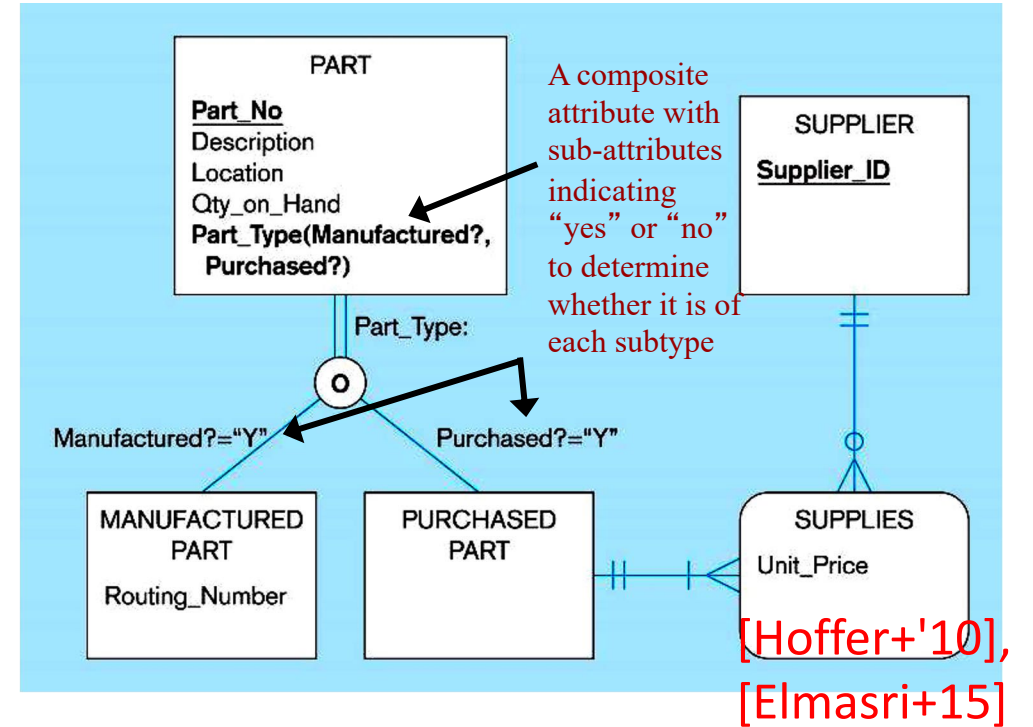 PART
Part_No
Description
Location
Qty_on_Hand
Part_Type(Manufactured?,
Purchased?)
A composite
attribute with
sub-attributes
indicating
“yes” or “no”
to determine
whether it is of
each subtype
SUPPLIER
Supplier_ID
Part_Type:
O
Manufactured?="Y"
Purchased?="Y"
MANUFACTURED
PART
Routing_Number
PURCHASED
PART
SUPPLIES
Unit_Price
[Hoffer+'10],
[Elmasri+15]